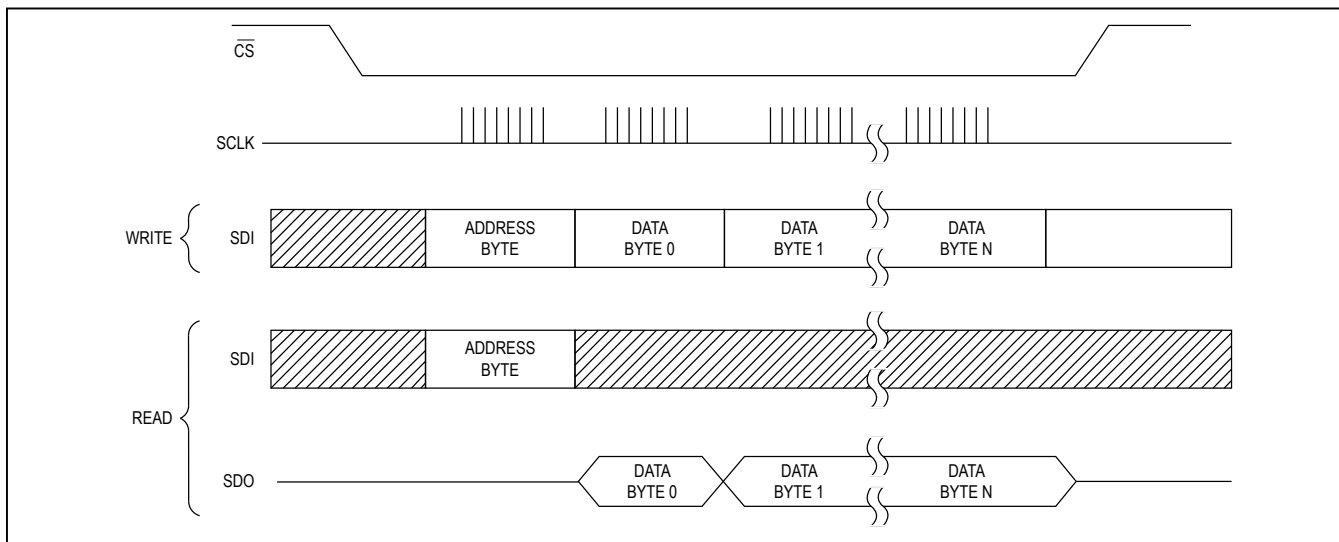 CS
SCLK
WRITE
SDI
ADDRESS
BYTE
DATA
BYTE 0
DATA
BYTE 1
DATA
BYTE N
READ
SDI
ADDRESS
BYTE
SDO
DATA
BYTE 0
DATA
BYTE 1
DATA
BYTE N